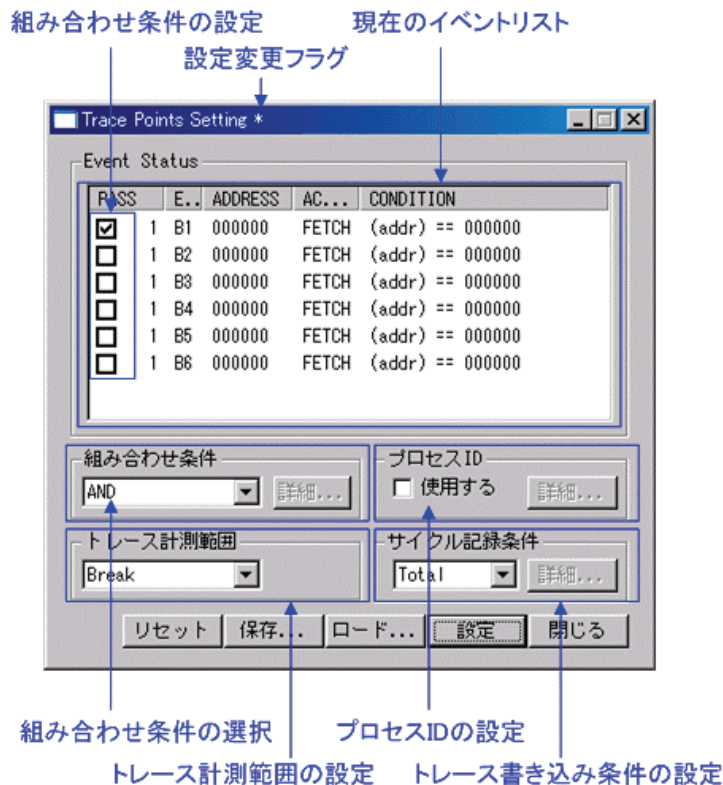 組み合わせ条件の設定
現在のイベントリスト
設定変更フラグ
Trace Points Setting *
Event Status
PASS E.. ADDRESS AC... CONDITION
1 B1 000000 FETCH (addr) == 000000
1 B2 000000 FETCH (addr) == 000000
1 B3 000000 FETCH (addr) == 000000
1 B4 000000 FETCH (addr) == 000000
1 B5 000000 FETCH (addr) == 000000
1 B6 000000 FETCH (addr) == 000000
組み合わせ条件
AND 詳細...
プロセスID
使用する 詳細...
トレース計測範囲
Break
サイクル記録条件
Total 詳細...
リセット 保存... ロード... 設定 閉じる
組み合わせ条件の選択
プロセスIDの設定
トレース計測範囲の設定
トレース書き込み条件の設定